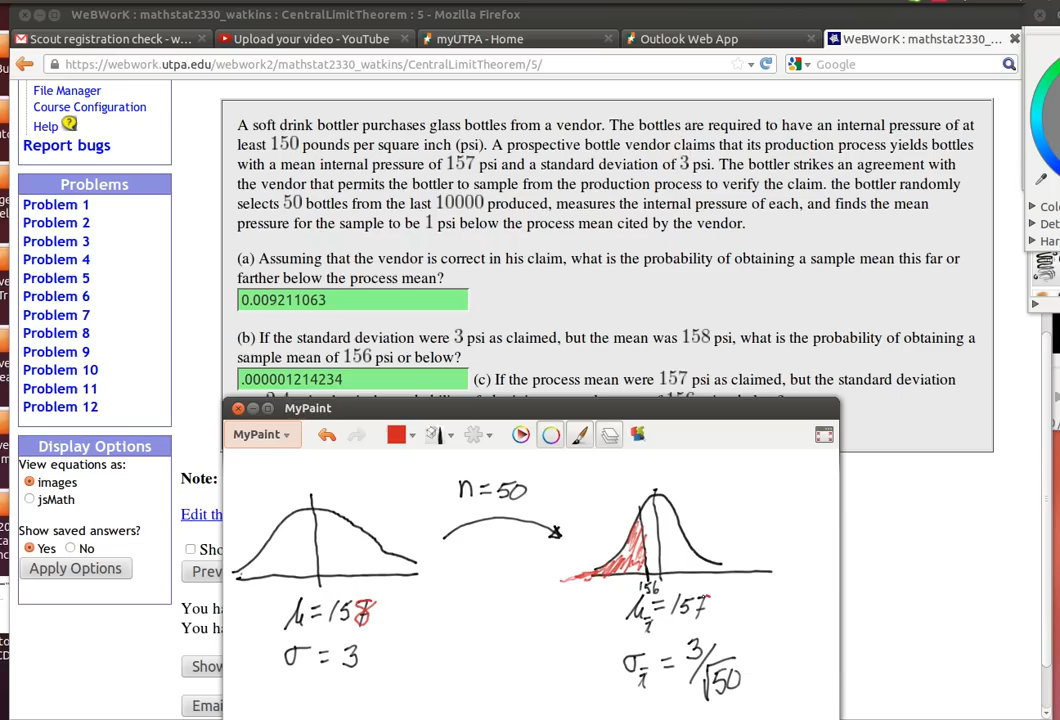 WeBWorK : mathstat2330_watkins : CentralLimitTheorem : 5 - Mozilla Firefox
Scout registration check - w...
Upload your video - YouTube
myUTPA - Home
Outlook Web App
WeBWorK : mathstat2330_...
https://webwork.utpa.edu/webwork2/mathstat2330_watkins/CentralLimitTheorem/5/
Google
File Manager
Course Configuration
Help
Report bugs
Problems
Problem 1
Problem 2
Problem 3
Problem 4
Problem 5
Problem 6
Problem 7
Problem 8
Problem 9
Problem 10
Problem 11
Problem 12
Display Options
View equations as:
images
jsMath
Show saved answers?
Yes No
Apply Options
A soft drink bottler purchases glass bottles from a vendor. The bottles are required to have an internal pressure of at
least 150 pounds per square inch (psi). A prospective bottle vendor claims that its production process yields bottles
with a mean internal pressure of 157 psi and a standard deviation of 3 psi. The bottler strikes an agreement with
the vendor that permits the bottler to sample from the production process to verify the claim. the bottler randomly
selects 50 bottles from the last 10000 produced, measures the internal pressure of each, and finds the mean
pressure for the sample to be 1 psi below the process mean cited by the vendor.
(a) Assuming that the vendor is correct in his claim, what is the probability of obtaining a sample mean this far or
farther below the process mean?
0.009211063
(b) If the standard deviation were 3 psi as claimed, but the mean was 158 psi, what is the probability of obtaining a
sample mean of 156 psi or below?
.000001214234 (c) If the process mean were 157 psi as claimed, but the standard deviation
Note:
Edit th
Sho
Prev
You ha
You ha
Show
Emai
MyPaint
MyPaint
n = 50
156
μ = 158
μx̄ = 157
σ = 3
σx̄ = 3/√50
Col
Det
Har